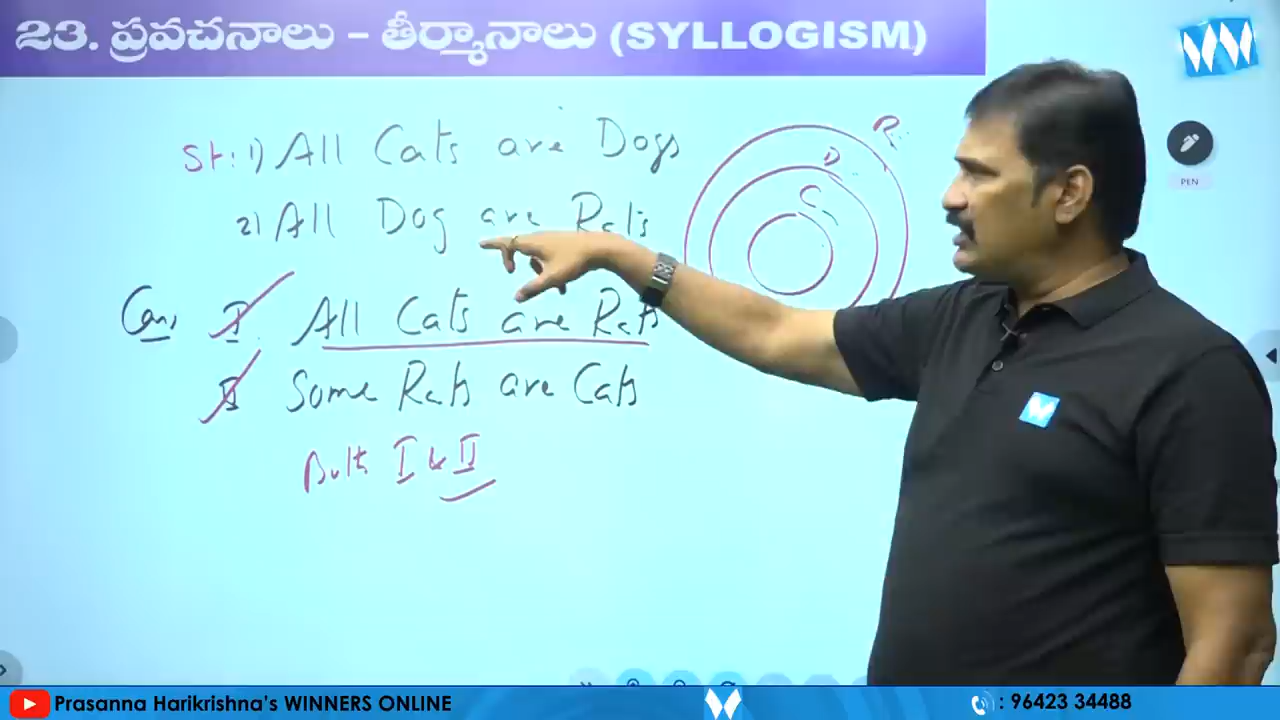 23. ప్రవచనాలు – తీర్మానాలు (SYLLOGISM)
St: 1) All Cats are Dogs
2) All Dog are Rats
Con, I. All Cats are Rats
II Some Rats are Cats
Both I & II
R
D
C
PEN
Prasanna Harikrishna's WINNERS ONLINE
: 96423 34488